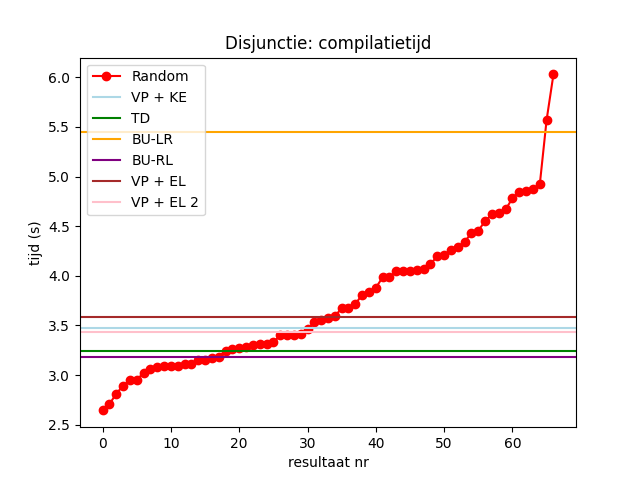 Disjunctie: compilatietijd
Random
VP + KE
TD
BU-LR
BU-RL
VP + EL
VP + EL 2
tijd (s)
6.0
5.5
5.0
4.5
4.0
3.5
3.0
2.5
0 10 20 30 40 50 60
resultaat nr